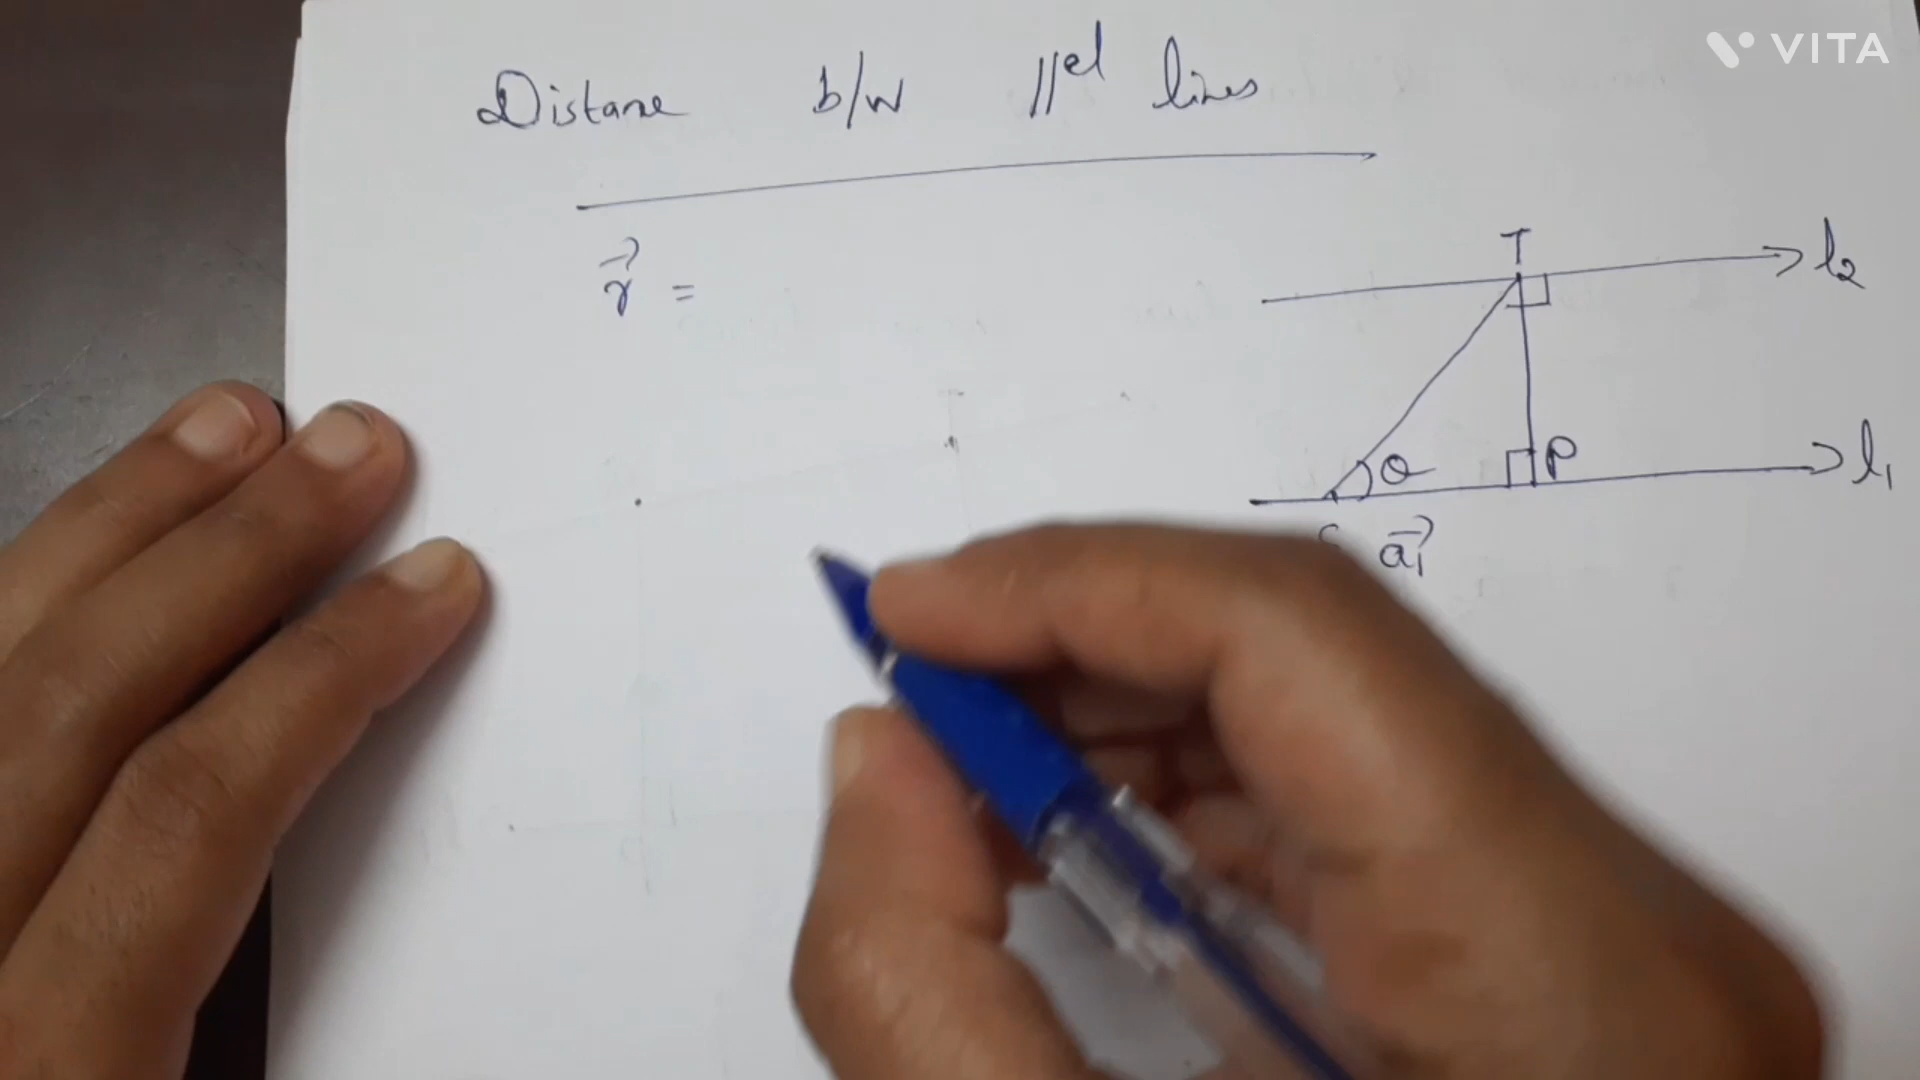 VITA
Distane b/w ||el lines
r⃗ =
T
l2
θ
P
l1
a⃗1